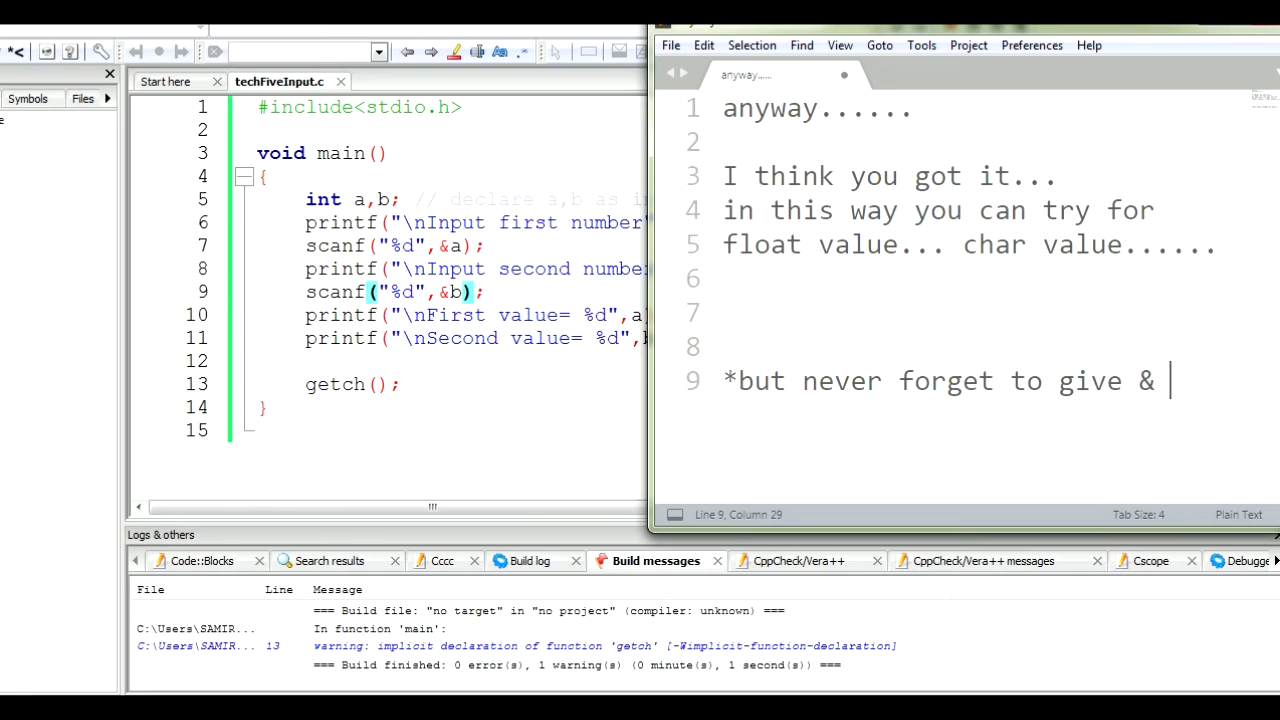 File Edit Selection Find View Goto Tools Project Preferences Help
Start here
techFiveInput.c
Symbols
Files
1 #include<stdio.h>
2
3 void main()
4 {
5 int a,b; // declare a,b as in
6 printf("\nInput first number"
7 scanf("%d",&a);
8 printf("\nInput second number
9 scanf("%d",&b);
10 printf("\nFirst value= %d",a)
11 printf("\nSecond value= %d",b
12
13 getch();
14 }
15
anyway......
1 anyway......
2
3 I think you got it...
4 in this way you can try for
5 float value... char value......
6
7
8
9 *but never forget to give &
Line 9, Column 29
Tab Size: 4
Plain Text
Logs & others
Code::Blocks
Search results
Cccc
Build log
Build messages
CppCheck/Vera++
CppCheck/Vera++ messages
Cscope
Debugge
File Line Message
=== Build file: "no target" in "no project" (compiler: unknown) ===
C:\Users\SAMIR... In function 'main':
C:\Users\SAMIR... 13 warning: implicit declaration of function 'getch' [-Wimplicit-function-declaration]
=== Build finished: 0 error(s), 1 warning(s) (0 minute(s), 1 second(s)) ===